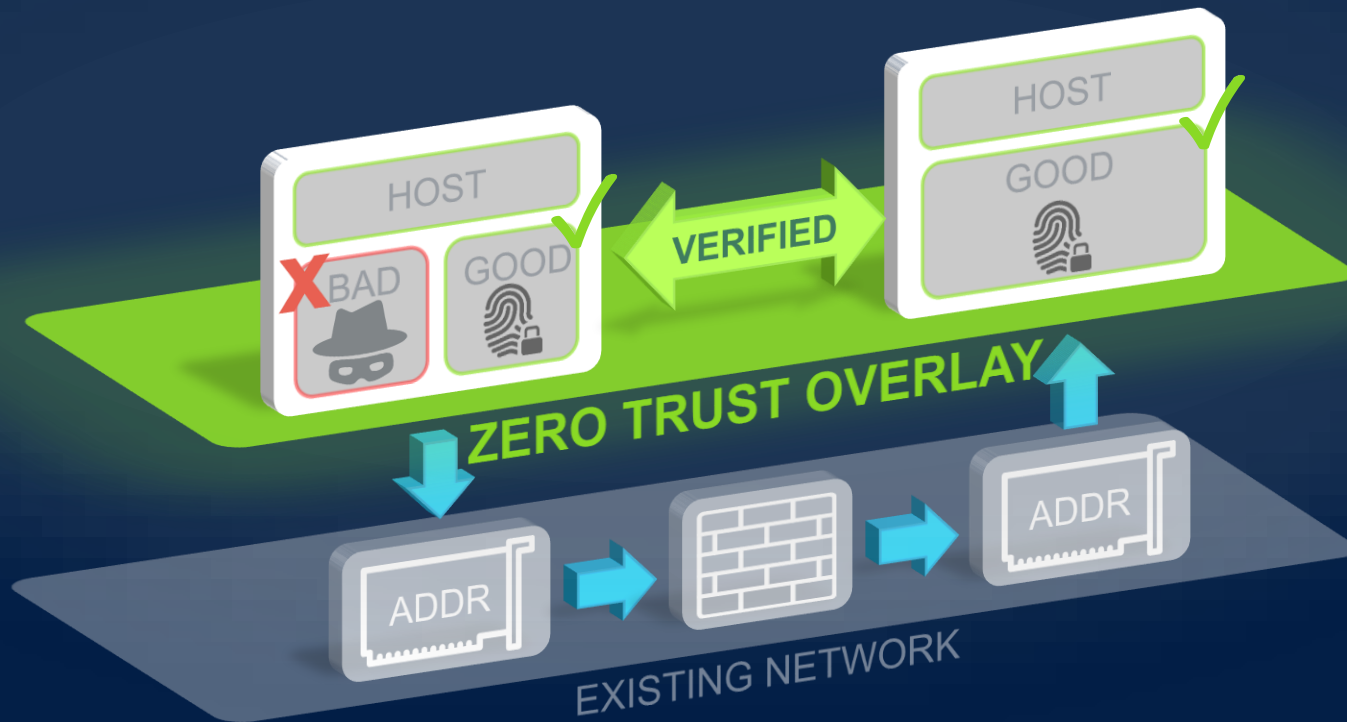 HOST
BAD
GOOD
VERIFIED
HOST
GOOD
ZERO TRUST OVERLAY
ADDR
ADDR
EXISTING NETWORK